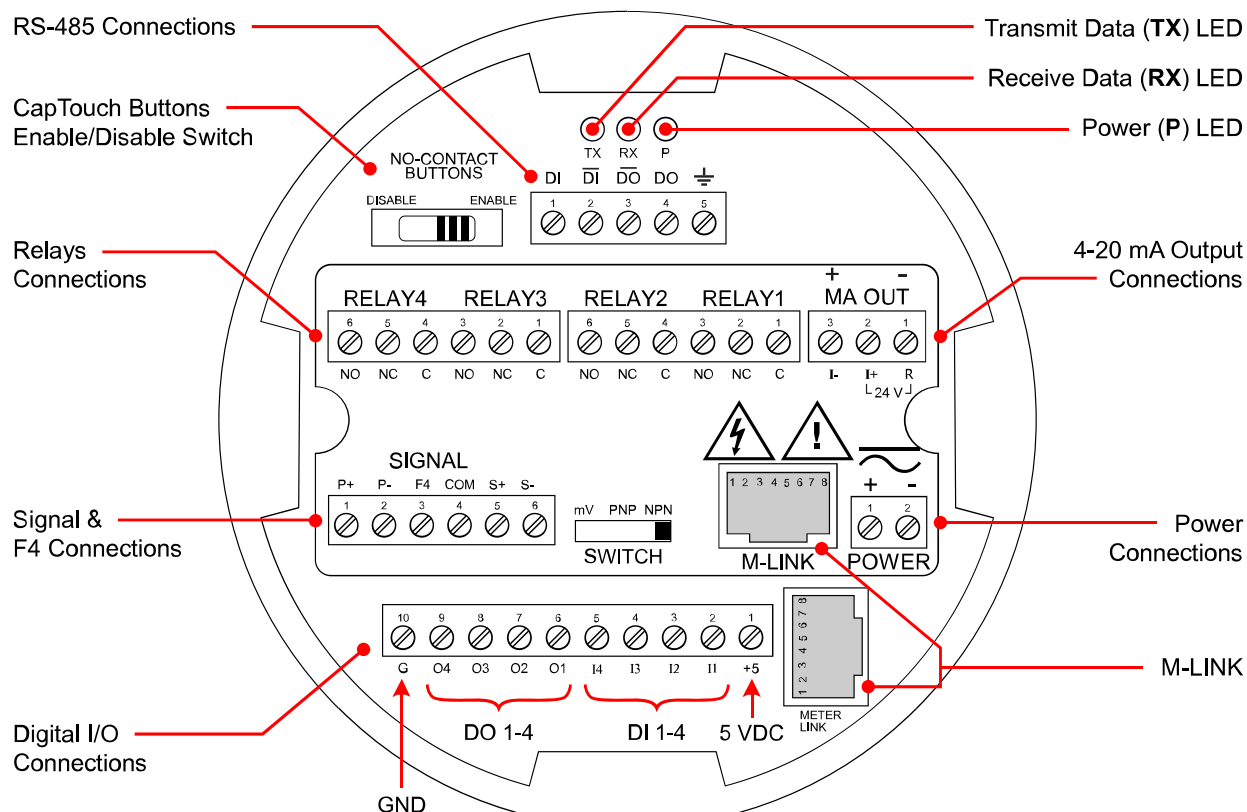 RS-485 Connections
Transmit Data (TX) LED
Receive Data (RX) LED
Power (P) LED
CapTouch Buttons
Enable/Disable Switch
TX RX P
NO-CONTACT
BUTTONS
DISABLE ENABLE
DI D̅I̅ D̅O̅ DO
1 2 3 4 5
Relays
Connections
4-20 mA Output
Connections
+ -
RELAY4 RELAY3 RELAY2 RELAY1 MA OUT
6 5 4 3 2 1 6 5 4 3 2 1 3 2 1
NO NC C NO NC C NO NC C NO NC C I- I+ R
24 V
SIGNAL
P+ P- F4 COM S+ S-
1 2 3 4 5 6
mV PNP NPN
SWITCH
1 2 3 4 5 6 7 8
M-LINK
+ -
1 2
POWER
Signal &
F4 Connections
Power
Connections
10 9 8 7 6 5 4 3 2 1
G O4 O3 O2 O1 I4 I3 I2 I1 +5
1 2 3 4 5 6 7 8
METER
LINK
M-LINK
Digital I/O
Connections
DO 1-4 DI 1-4 5 VDC
GND